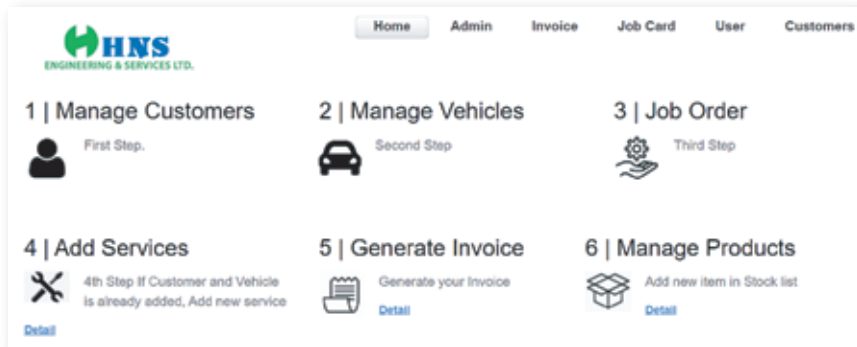 HNS
ENGINEERING & SERVICES LTD.
Home Admin Invoice Job Card User Customers
1 | Manage Customers
First Step.
2 | Manage Vehicles
Second Step
3 | Job Order
Third Step
4 | Add Services
4th Step If Customer and Vehicle
is already added, Add new service
Detail
5 | Generate Invoice
Generate your Invoice
Detail
6 | Manage Products
Add new item in Stock list
Detail